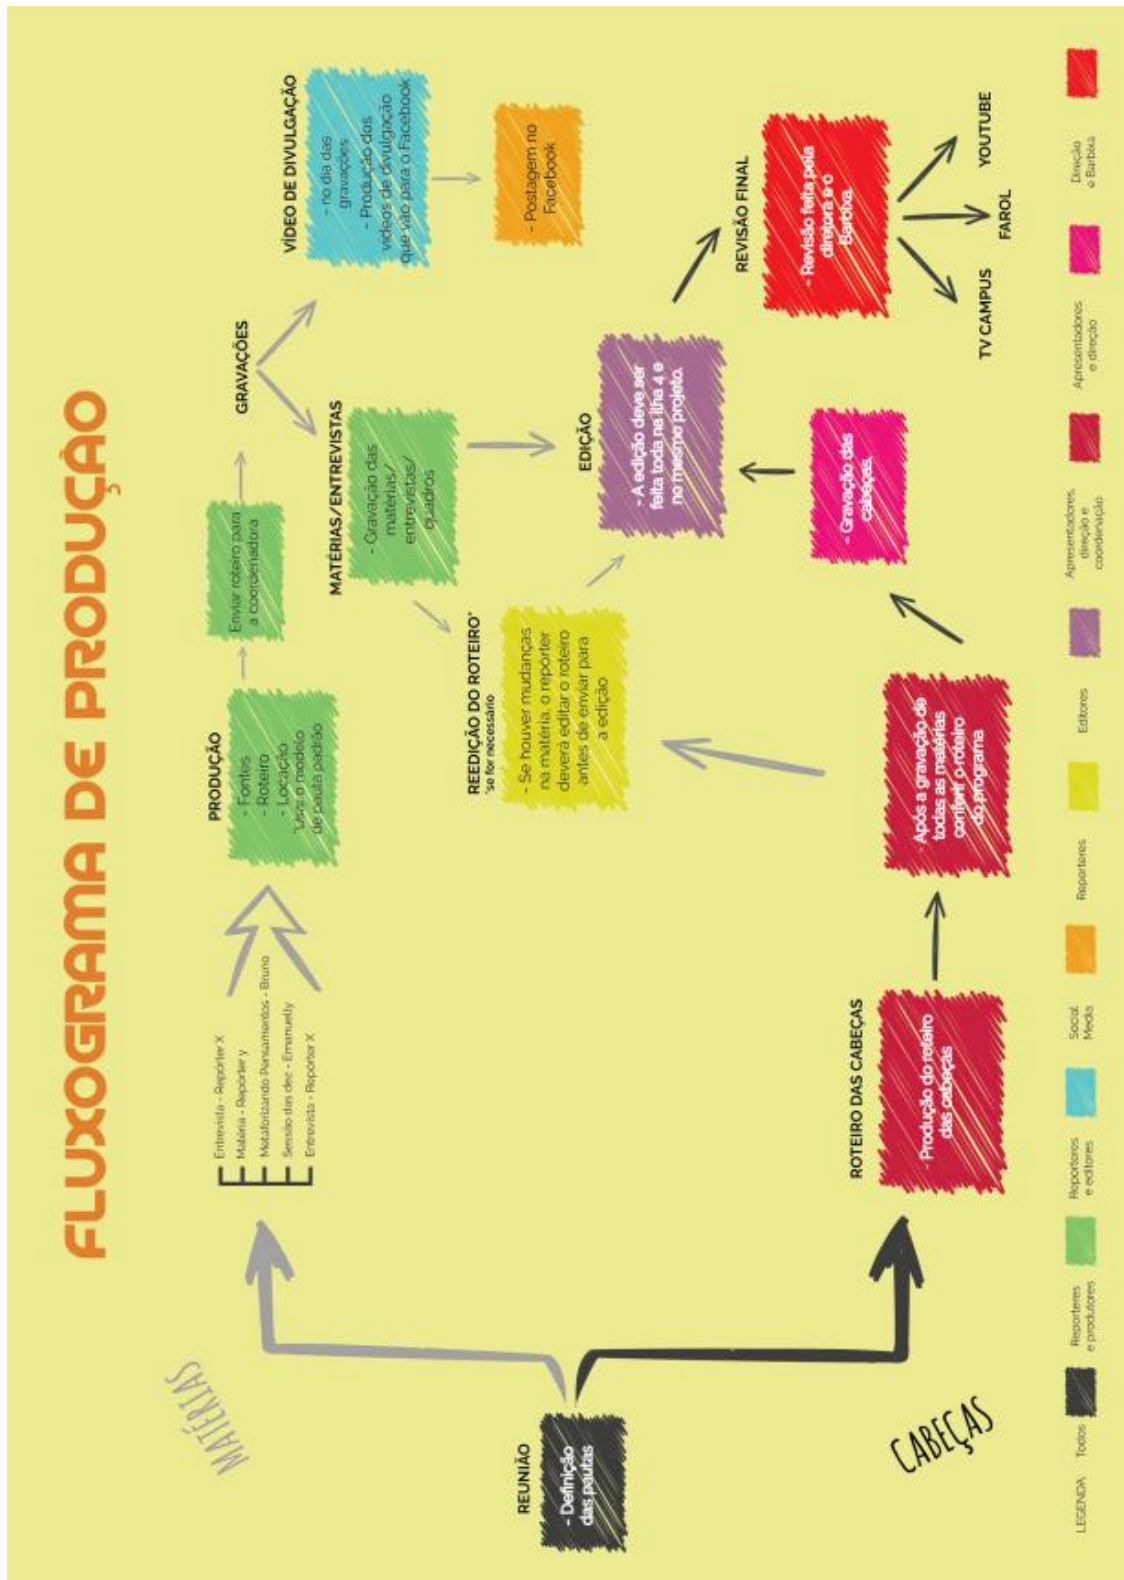 FLUXOGRAMA DE PRODUÇÃO
MATÉRIAS
REUNIÃO
- Definição
das pautas
CABEÇAS
Entrevista - Repórter X
Matéria - Repórter y
Metaforizando Pensamentos - Bruno
Sessão das dez - Emanuelly
Entrevista - Repórter X
PRODUÇÃO
- Fontes
- Roteiro
- Locação
*Usar o modelo
de pauta padrão
Enviar roteiro para
a coordenadora
GRAVAÇÕES
VÍDEO DE DIVULGAÇÃO
- no dia das
gravações
- Produção dos
vídeos de divulgação
que vão para o Facebook
- Postagem no
Facebook
MATÉRIAS/ENTREVISTAS
- Gravação das
matérias/
entrevistas/
quadros
REEDIÇÃO DO ROTEIRO*
*se for necessário
- Se houver mudanças
na matéria, o repórter
deverá editar o roteiro
antes de enviar para
a edição
EDIÇÃO
- A edição deve ser
feita toda na ilha 4 e
no mesmo projeto.
REVISÃO FINAL
- Revisão feita pela
diretora e o
Barbixa.
TV CAMPUS
FAROL
YOUTUBE
ROTEIRO DAS CABEÇAS
- Produção do roteiro
das cabeças
- Após a gravação de
todas as matérias
conferir o roteiro
do programa
- Gravação das
cabeças.
LEGENDA
Todos
Reporteres
e produtores
Reporteres
e editores
Social
Media
Reporteres
Editores
Apresentadores,
direção e
coordenação
Apresentadores
e direção
Direção
e Barbixa